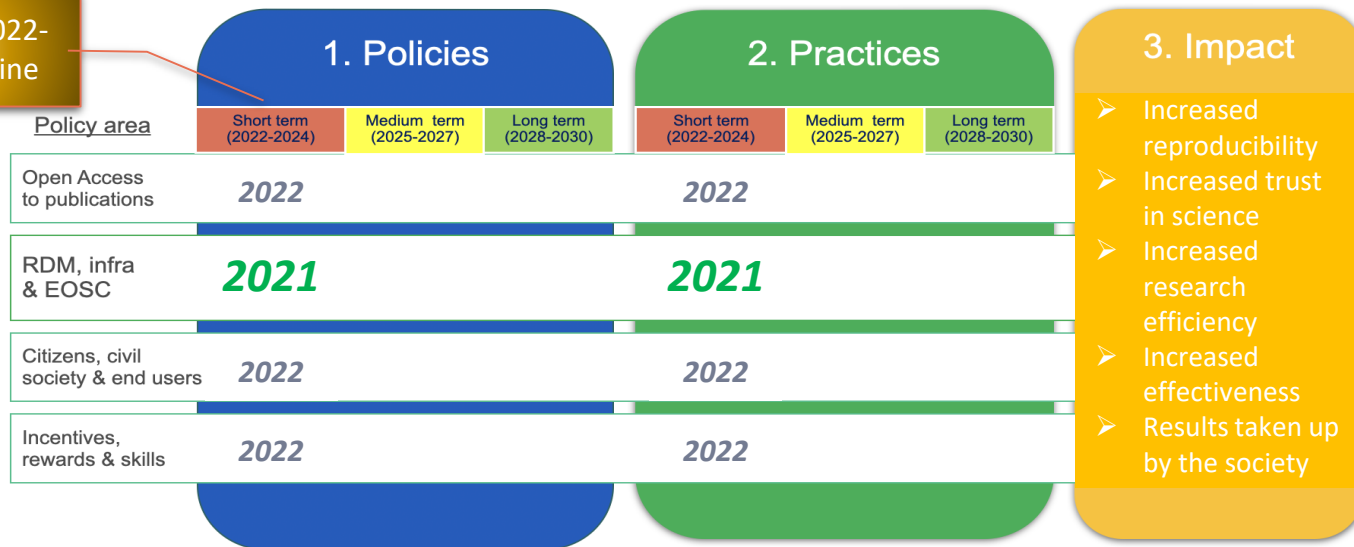 022-
ine
1. Policies
2. Practices
3. Impact
Policy area
Short term
(2022-2024)
Medium term
(2025-2027)
Long term
(2028-2030)
Short term
(2022-2024)
Medium term
(2025-2027)
Long term
(2028-2030)
Open Access
to publications
2022
2022
RDM, infra
& EOSC
2021
2021
Citizens, civil
society & end users
2022
2022
Incentives,
rewards & skills
2022
2022
➢ Increased
reproducibility
➢ Increased trust
in science
➢ Increased
research
efficiency
➢ Increased
effectiveness
➢ Results taken up
by the society